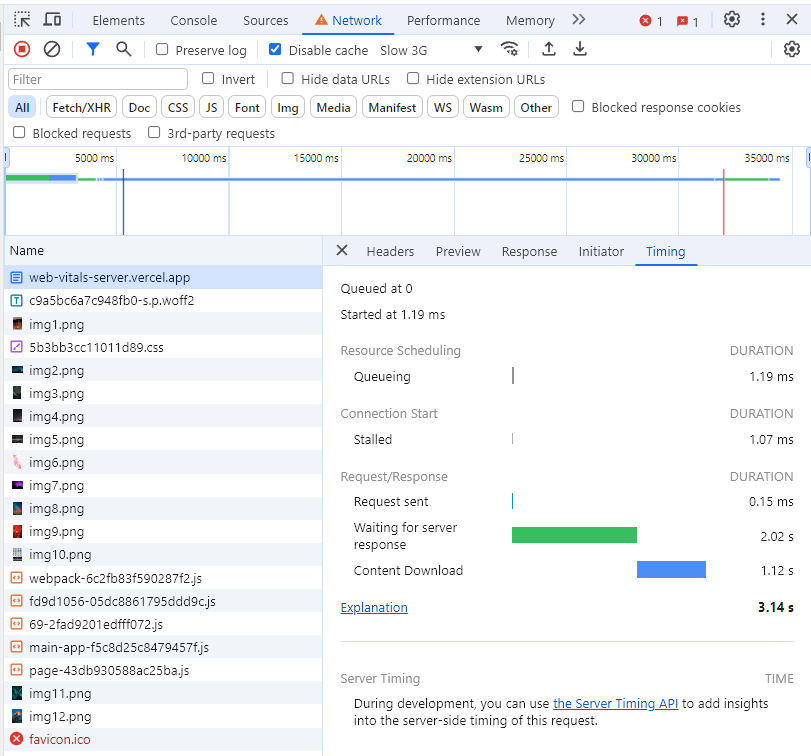 Elements Console Sources Network Performance Memory 1 1
Preserve log Disable cache Slow 3G
Filter Invert Hide data URLs Hide extension URLs
All Fetch/XHR Doc CSS JS Font Img Media Manifest WS Wasm Other Blocked response cookies
Blocked requests 3rd-party requests
5000 ms 10000 ms 15000 ms 20000 ms 25000 ms 30000 ms 35000 ms
Name
web-vitals-server.vercel.app
c9a5bc6a7c948fb0-s.p.woff2
img1.png
5b3bb3cc11011d89.css
img2.png
img3.png
img4.png
img5.png
img6.png
img7.png
img8.png
img9.png
img10.png
webpack-6c2fb83f590287f2.js
fd9d1056-05dc8861795ddd9c.js
69-2fad9201edfff072.js
main-app-f5c8d25c8479457f.js
page-43db930588ac25ba.js
img11.png
img12.png
favicon.ico
Headers Preview Response Initiator Timing
Queued at 0
Started at 1.19 ms
Resource Scheduling DURATION
Queueing 1.19 ms
Connection Start DURATION
Stalled 1.07 ms
Request/Response DURATION
Request sent 0.15 ms
Waiting for server
response 2.02 s
Content Download 1.12 s
Explanation 3.14 s
Server Timing TIME
During development, you can use the Server Timing API to add insights
into the server-side timing of this request.